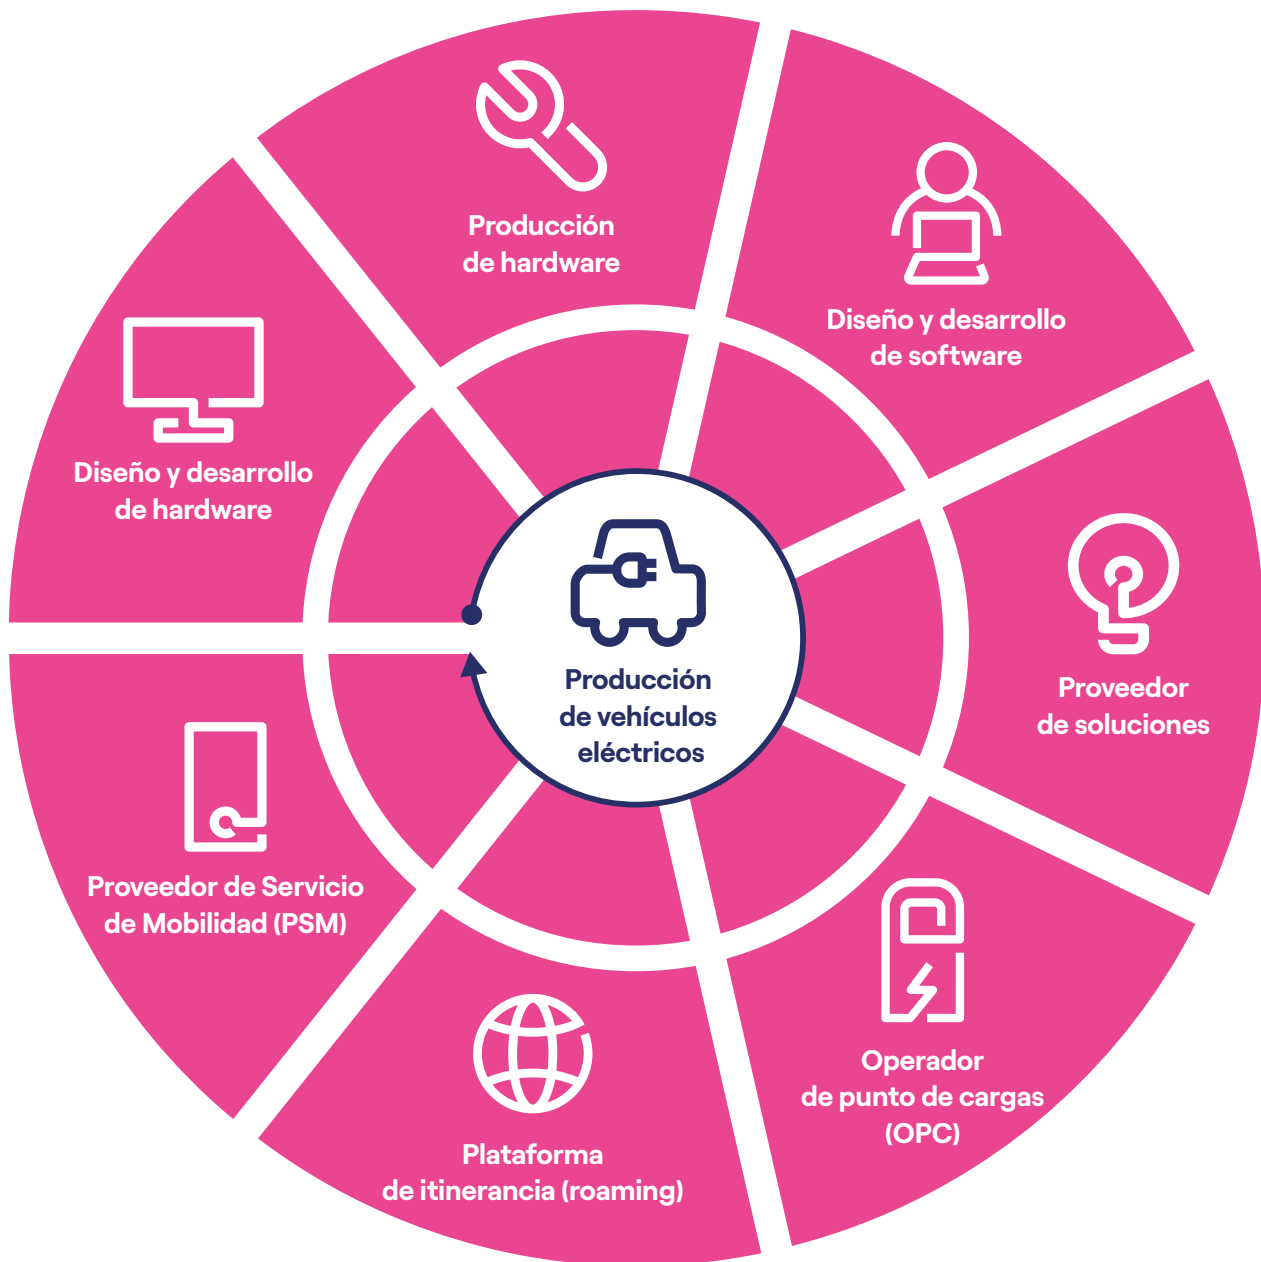 Producción
de hardware
Diseño y desarrollo
de software
Diseño y desarrollo
de hardware
Proveedor
de soluciones
Producción
de vehículos
eléctricos
Proveedor de Servicio
de Mobilidad (PSM)
Operador
de punto de cargas
(OPC)
Plataforma
de itinerancia (roaming)